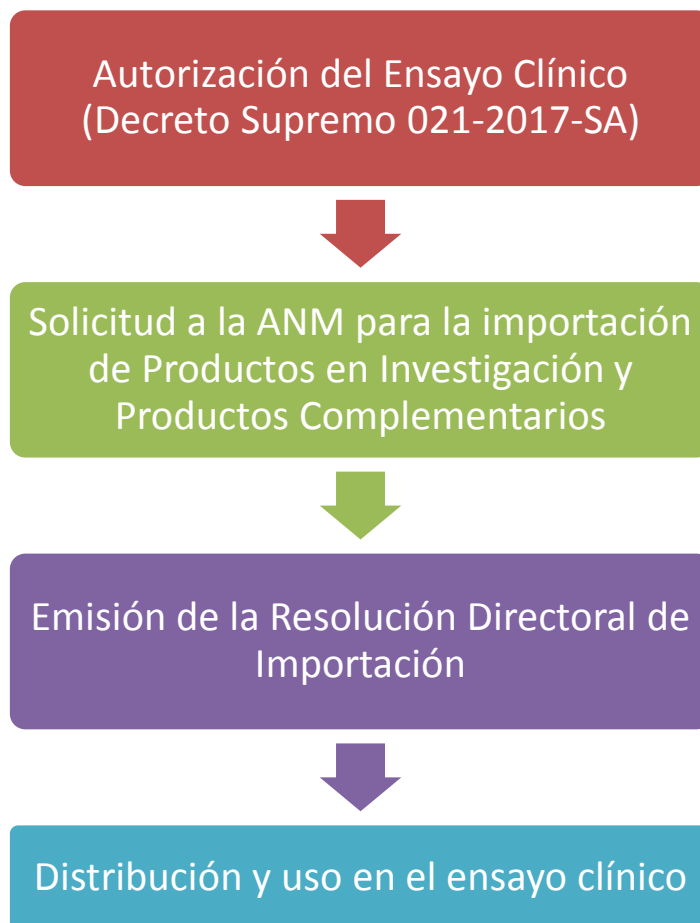 Autorización del Ensayo Clínico
(Decreto Supremo 021-2017-SA)
Solicitud a la ANM para la importación
de Productos en Investigación y
Productos Complementarios
Emisión de la Resolución Directoral de
Importación
Distribución y uso en el ensayo clínico